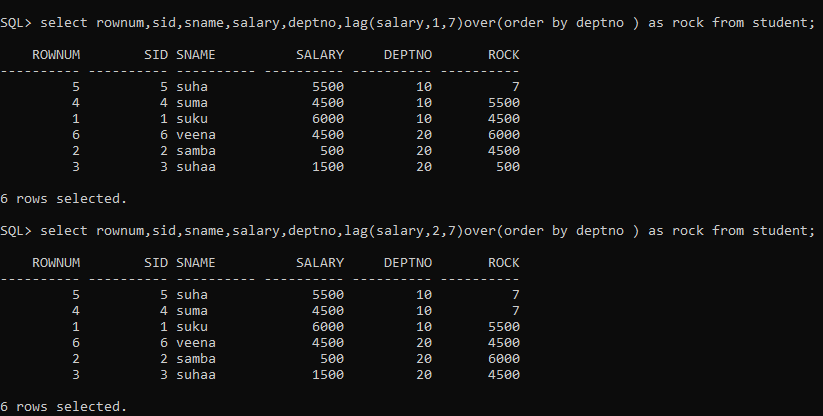 SQL> select rownum,sid,sname,salary,deptno,lag(salary,1,7)over(order by deptno ) as rock from student;
ROWNUM SID SNAME SALARY DEPTNO ROCK
---------- ---------- ---------- ---------- ---------- ----------
5 5 suha 5500 10 7
4 4 suma 4500 10 5500
1 1 suku 6000 10 4500
6 6 veena 4500 20 6000
2 2 samba 500 20 4500
3 3 suhaa 1500 20 500
6 rows selected.
SQL> select rownum,sid,sname,salary,deptno,lag(salary,2,7)over(order by deptno ) as rock from student;
ROWNUM SID SNAME SALARY DEPTNO ROCK
---------- ---------- ---------- ---------- ---------- ----------
5 5 suha 5500 10 7
4 4 suma 4500 10 7
1 1 suku 6000 10 5500
6 6 veena 4500 20 4500
2 2 samba 500 20 6000
3 3 suhaa 1500 20 4500
6 rows selected.